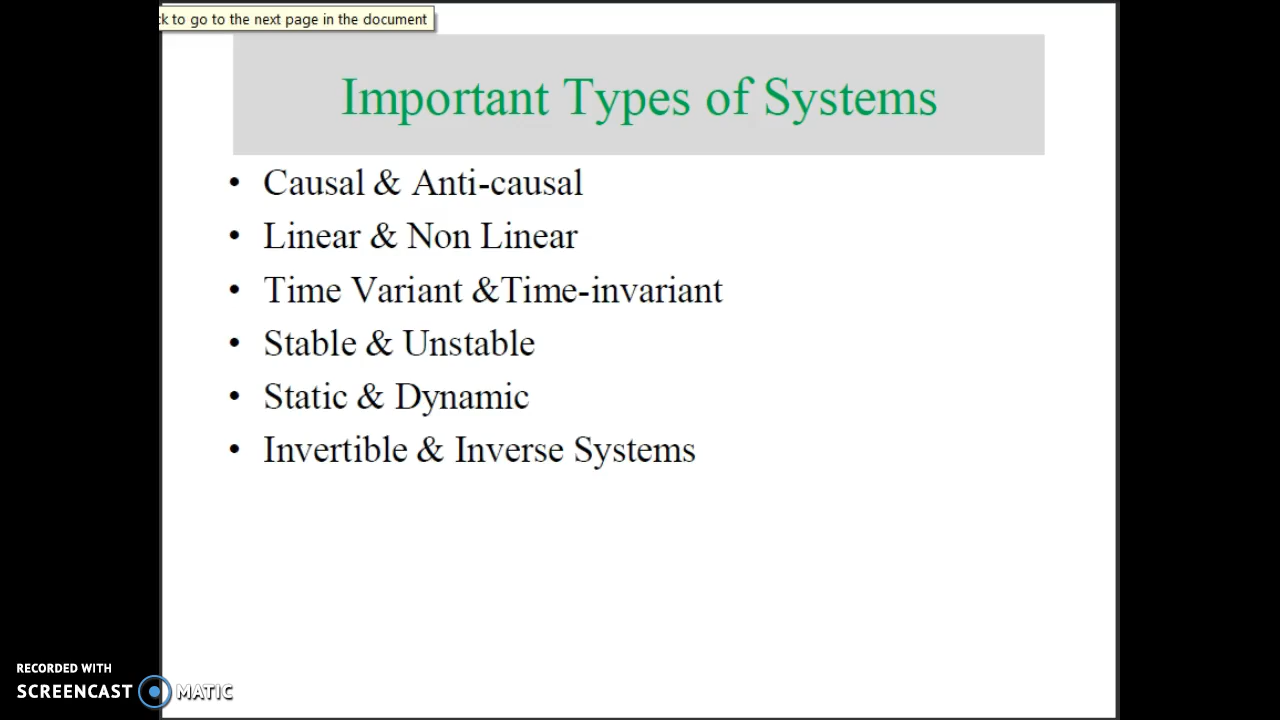 ck to go to the next page in the document
Important Types of Systems
• Causal & Anti-causal
• Linear & Non Linear
• Time Variant &Time-invariant
• Stable & Unstable
• Static & Dynamic
• Invertible & Inverse Systems
RECORDED WITH
SCREENCAST MATIC